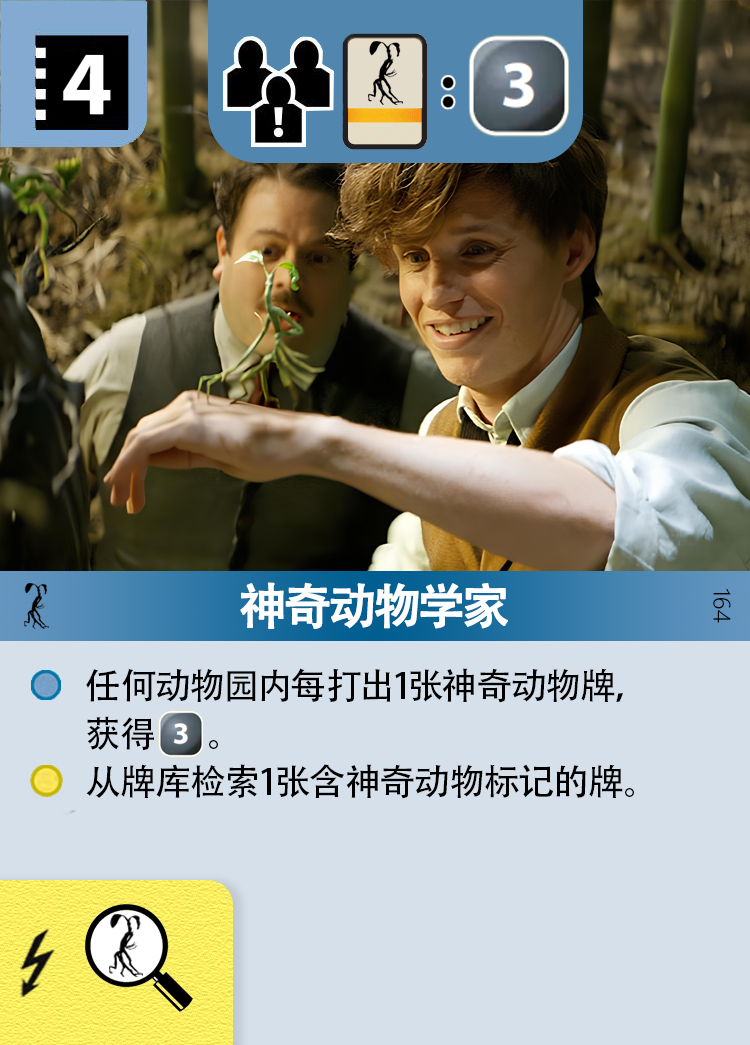 4
! : 3
神奇动物学家
164
任何动物园内每打出1张神奇动物牌,
获得 3 。
从牌库检索1张含神奇动物标记的牌。